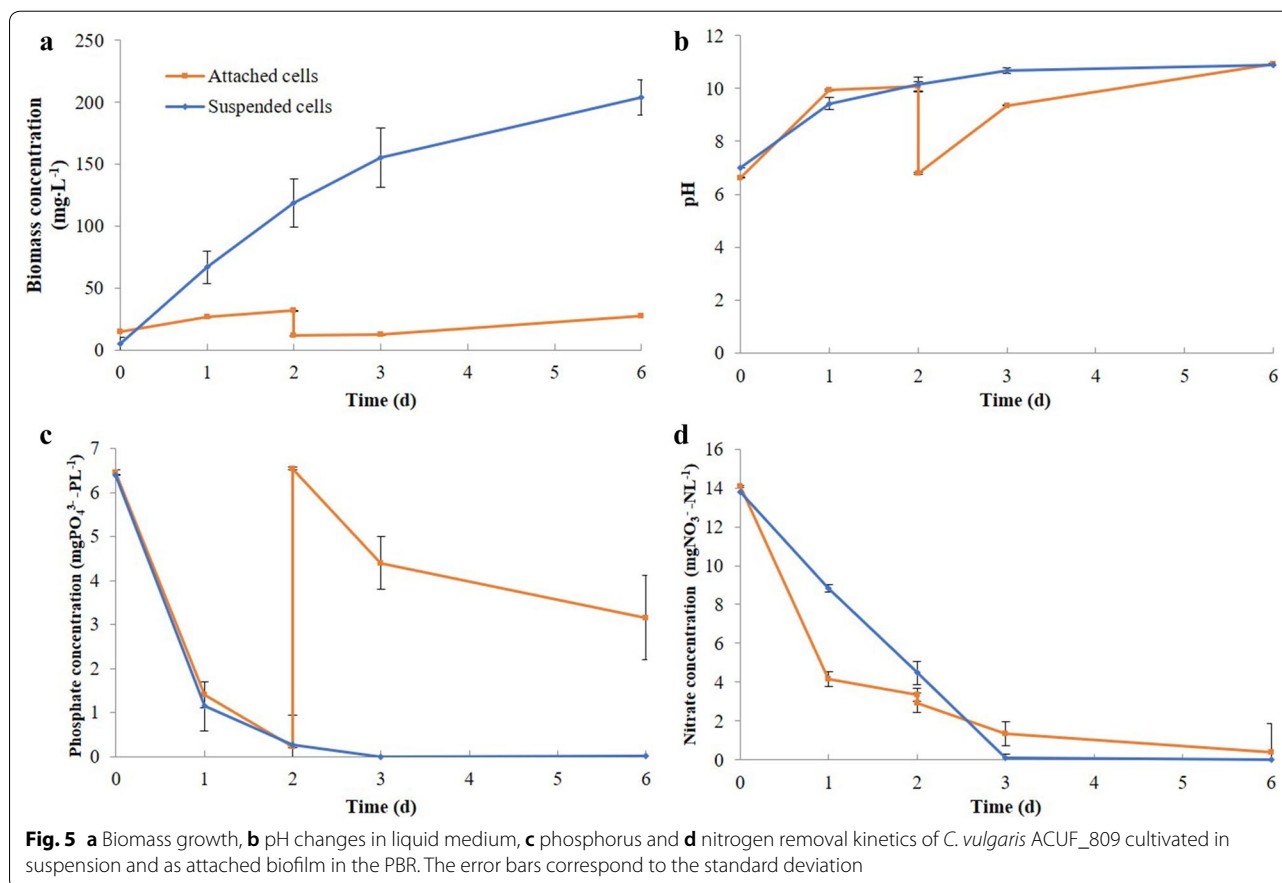 a
250
200
150
100
50
0
Biomass concentration
(mg·L⁻¹)
Attached cells
Suspended cells
0 1 2 3 4 5 6
Time (d)
b
12
10
8
6
4
2
0
pH
0 1 2 3 4 5 6
Time (d)
c
7
6
5
4
3
2
1
0
Phosphate concentration (mgPO₄³⁻-PL⁻¹)
0 1 2 3 4 5 6
Time (d)
d
16
14
12
10
8
6
4
2
0
Nitrate concentration (mgNO₃⁻-NL⁻¹)
0 1 2 3 4 5 6
Time (d)
Fig. 5 a Biomass growth, b pH changes in liquid medium, c phosphorus and d nitrogen removal kinetics of C. vulgaris ACUF_809 cultivated in
suspension and as attached biofilm in the PBR. The error bars correspond to the standard deviation